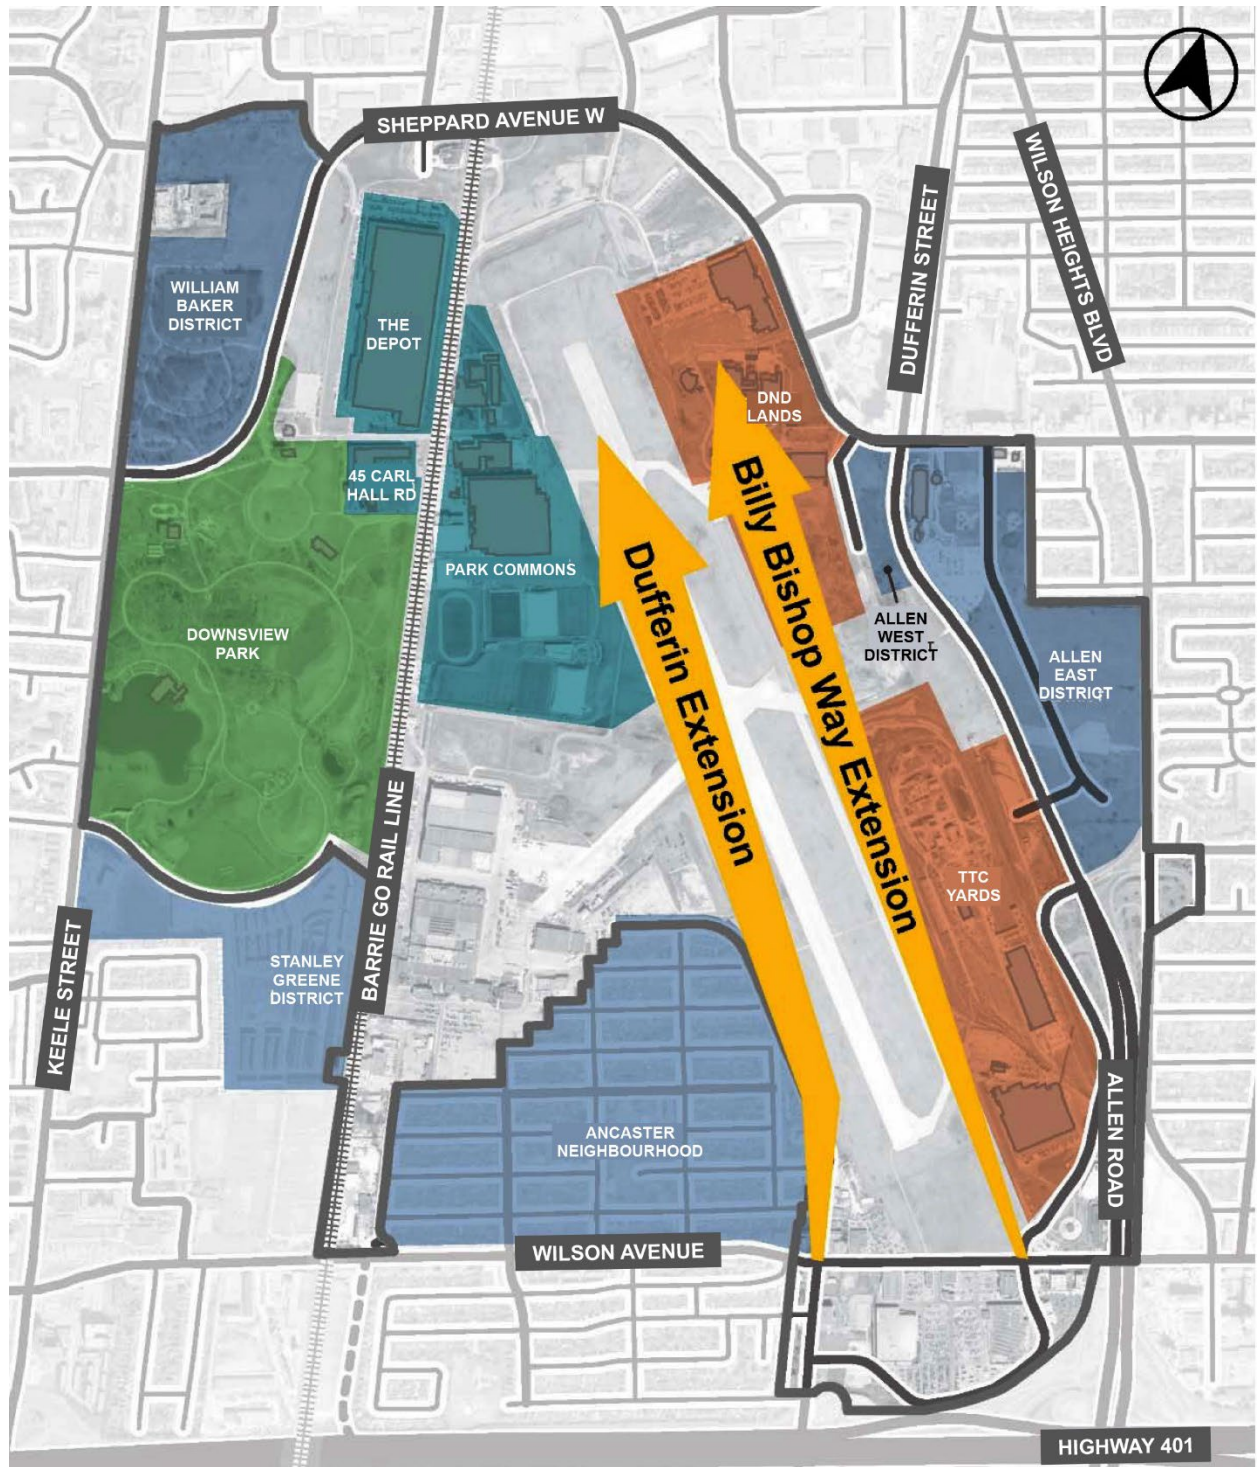 SHEPPARD AVENUE W
WILSON HEIGHTS BLVD
DUFFERIN STREET
WILLIAM
BAKER
DISTRICT
THE
DEPOT
DND
LANDS
45 CARL
HALL RD
Billy Bishop Way Extension
Dufferin Extension
PARK COMMONS
DOWNSVIEW
PARK
ALLEN
WEST
DISTRICT
ALLEN
EAST
DISTRICT
BARRIE GO RAIL LINE
TTC
YARDS
KEELE STREET
STANLEY
GREENE
DISTRICT
ANCASTER
NEIGHBOURHOOD
ALLEN ROAD
WILSON AVENUE
HIGHWAY 401